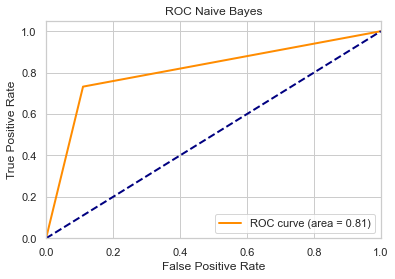 ROC Naive Bayes
True Positive Rate
1.0
0.8
0.6
0.4
0.2
0.0
ROC curve (area = 0.81)
0.0 0.2 0.4 0.6 0.8 1.0
False Positive Rate